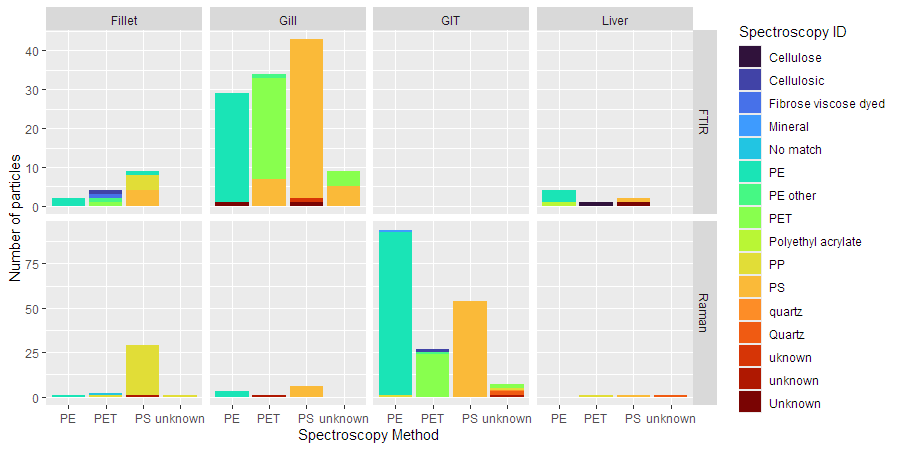 Fillet
Gill
GIT
Liver
Number of particles
40
30
20
10
0
FTIR
75
50
25
0
Raman
PE PET PS unknown
PE PET PS unknown
PE PET PS unknown
PE PET PS unknown
Spectroscopy Method
Spectroscopy ID
Cellulose
Cellulosic
Fibrose viscose dyed
Mineral
No match
PE
PE other
PET
Polyethyl acrylate
PP
PS
quartz
Quartz
uknown
unknown
Unknown